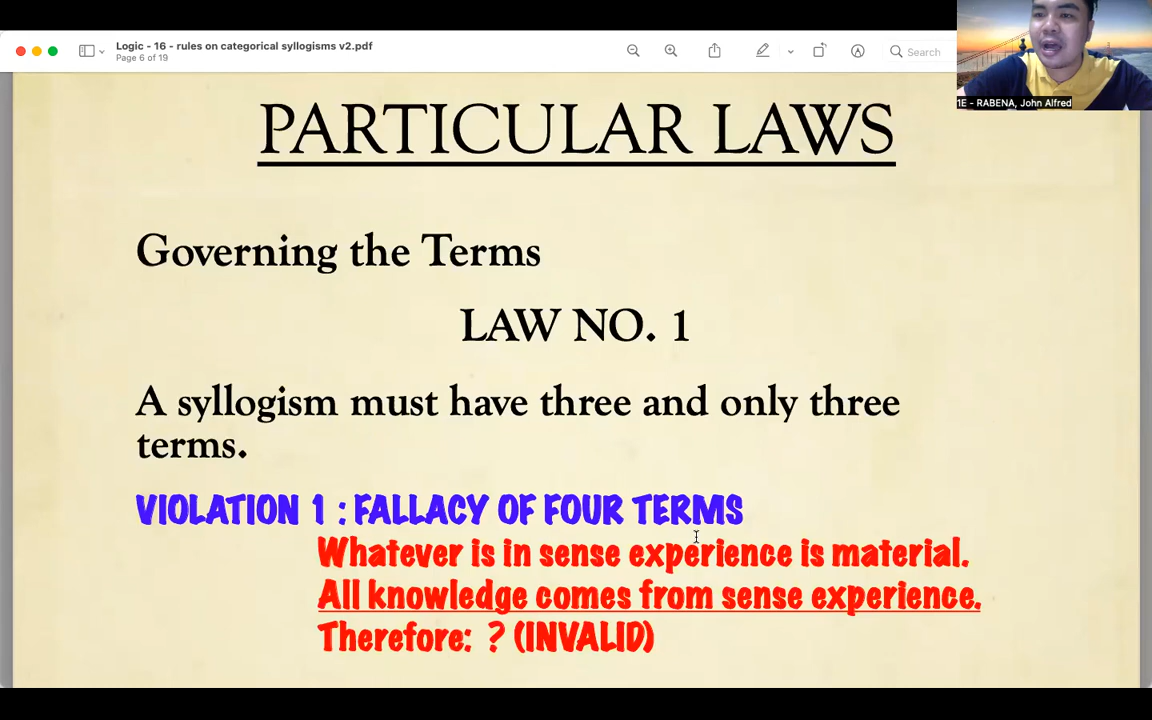 Logic - 16 - rules on categorical syllogisms v2.pdf
Page 6 of 19
Search
1E - RABENA, John Alfred
PARTICULAR LAWS
Governing the Terms
LAW NO. 1
A syllogism must have three and only three
terms.
VIOLATION 1 : FALLACY OF FOUR TERMS
Whatever is in sense experience is material.
All knowledge comes from sense experience.
Therefore: ? (INVALID)